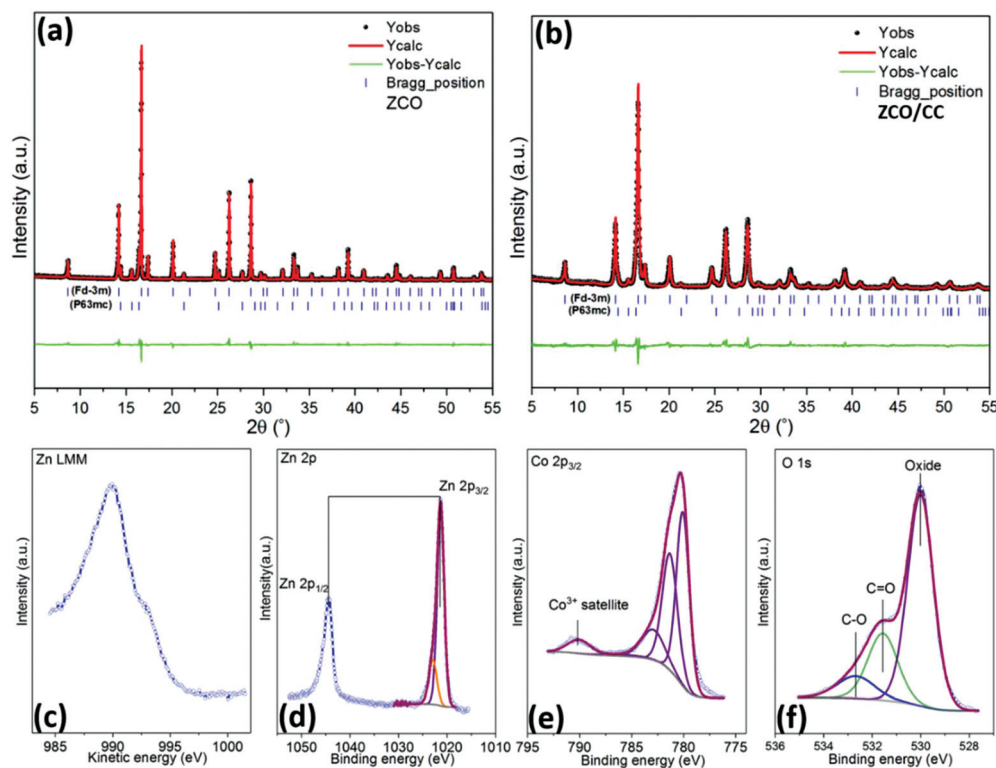 (a)
Yobs
Ycalc
Yobs-Ycalc
Bragg_position
ZCO
Intensity (a.u.)
(Fd-3m)
(P63mc)
5 10 15 20 25 30 35 40 45 50 55
2θ (°)
(b)
Yobs
Ycalc
Yobs-Ycalc
Bragg_position
ZCO/CC
Intensity (a.u.)
(Fd-3m)
(P63mc)
5 10 15 20 25 30 35 40 45 50 55
2θ (°)
Zn LMM
Intensity (a.u.)
(c)
985 990 995 1000
Kinetic energy (eV)
Zn 2p
Zn 2p3/2
Zn 2p1/2
Intensity(a.u.)
(d)
1050 1040 1030 1020 1010
Binding energy (eV)
Co 2p3/2
Co3+ satellite
Intensity (a.u.)
(e)
795 790 785 780 775
Binding energy (eV)
O 1s
Oxide
C=O
C-O
Intensity (a.u.)
(f)
536 534 532 530 528
Binding energy (eV)